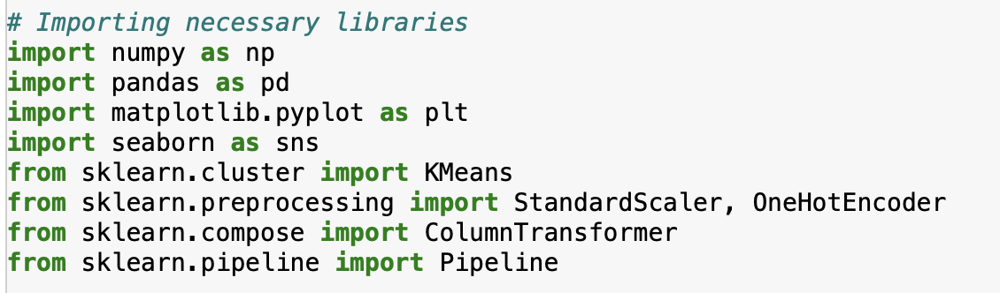 # Importing necessary libraries
import numpy as np
import pandas as pd
import matplotlib.pyplot as plt
import seaborn as sns
from sklearn.cluster import KMeans
from sklearn.preprocessing import StandardScaler, OneHotEncoder
from sklearn.compose import ColumnTransformer
from sklearn.pipeline import Pipeline